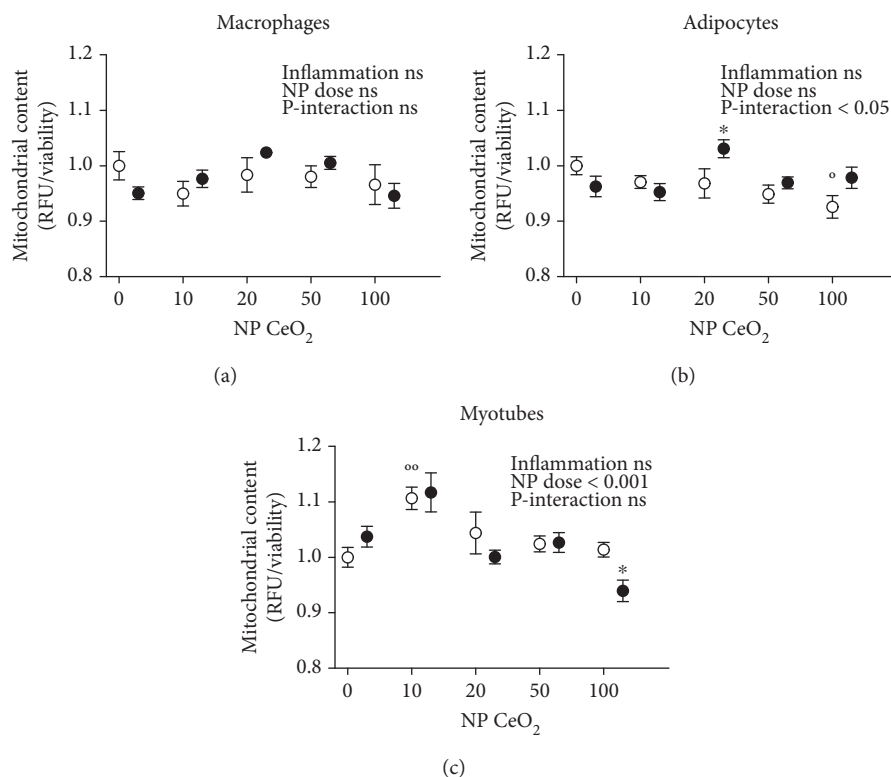 Macrophages
Mitochondrial content
(RFU/viability)
1.2
1.1
1.0
0.9
0.8
Inflammation ns
NP dose ns
P-interaction ns
0 10 20 50 100
NP CeO2
(a)
Adipocytes
Mitochondrial content
(RFU/viability)
1.2
1.1
1.0
0.9
0.8
Inflammation ns
NP dose ns
P-interaction < 0.05
*
o
0 10 20 50 100
NP CeO2
(b)
Myotubes
Mitochondrial content
(RFU/viability)
1.2
1.1
1.0
0.9
0.8
oo
Inflammation ns
NP dose < 0.001
P-interaction ns
*
0 10 20 50 100
NP CeO2
(c)